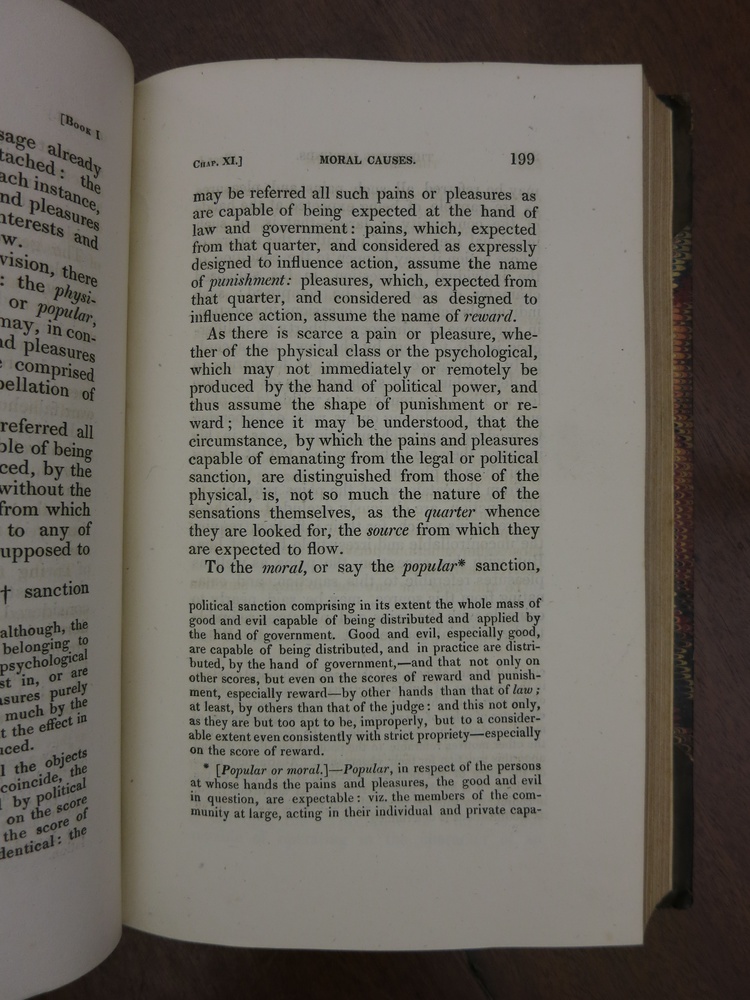 [Book I
sage already
tached: the
ach instance,
nd pleasures
nterests and
w.
vision, there
: the physi-
or popular,
may, in con-
nd pleasures
comprised
pellation of
referred all
ble of being
ced, by the
without the
from which
to any of
upposed to
† sanction
although, the
belonging to
psychological
st in, or are
asures purely
much by the
t the effect in
nced.
l the objects
coincide, the
d by political
on the score
the score of
dentical: the
Chap. XI.] MORAL CAUSES. 199
may be referred all such pains or pleasures as
are capable of being expected at the hand of
law and government: pains, which, expected
from that quarter, and considered as expressly
designed to influence action, assume the name
of punishment: pleasures, which, expected from
that quarter, and considered as designed to
influence action, assume the name of reward.
As there is scarce a pain or pleasure, whe-
ther of the physical class or the psychological,
which may not immediately or remotely be
produced by the hand of political power, and
thus assume the shape of punishment or re-
ward; hence it may be understood, that the
circumstance, by which the pains and pleasures
capable of emanating from the legal or political
sanction, are distinguished from those of the
physical, is, not so much the nature of the
sensations themselves, as the quarter whence
they are looked for, the source from which they
are expected to flow.
To the moral, or say the popular* sanction,
political sanction comprising in its extent the whole mass of
good and evil capable of being distributed and applied by
the hand of government. Good and evil, especially good,
are capable of being distributed, and in practice are distri-
buted, by the hand of government,—and that not only on
other scores, but even on the scores of reward and punish-
ment, especially reward—by other hands than that of law;
at least, by others than that of the judge: and this not only,
as they are but too apt to be, improperly, but to a consider-
able extent even consistently with strict propriety—especially
on the score of reward.
* [Popular or moral.]—Popular, in respect of the persons
at whose hands the pains and pleasures, the good and evil
in question, are expectable: viz. the members of the com-
munity at large, acting in their individual and private capa-